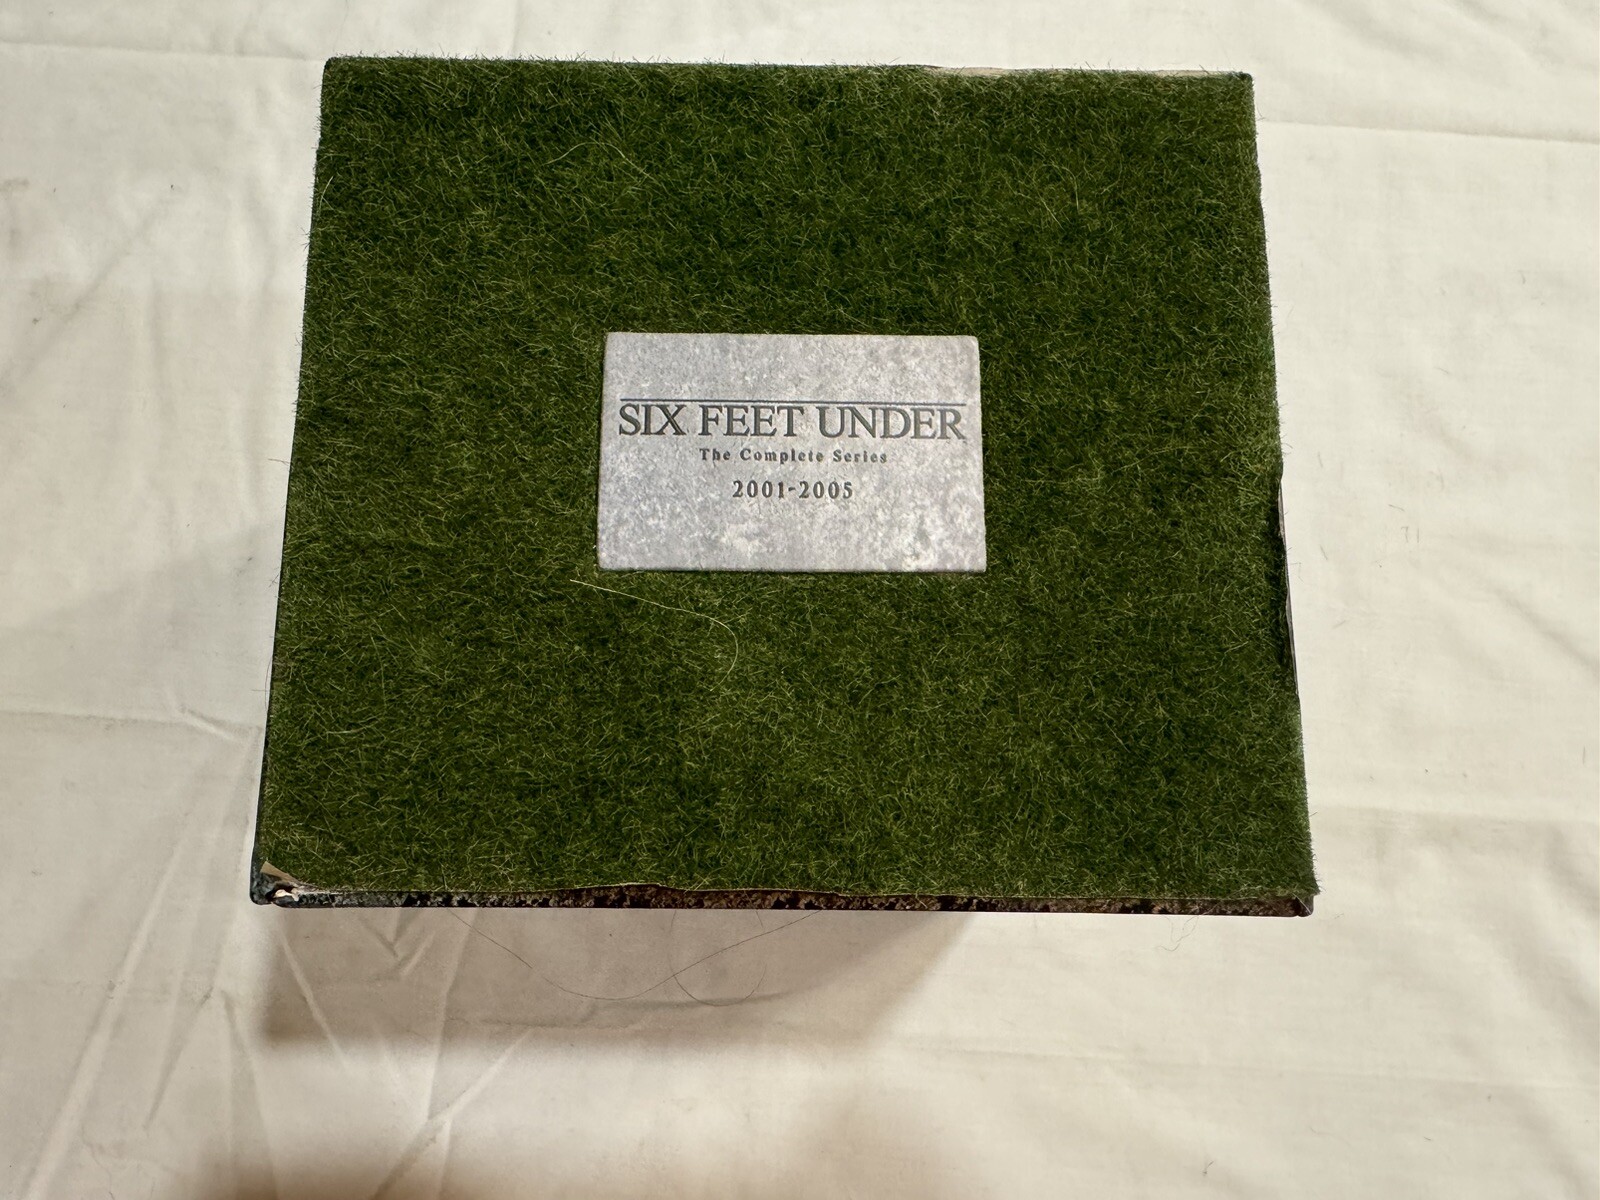 SIX FEET UNDER
The Complete Series
2001-2005